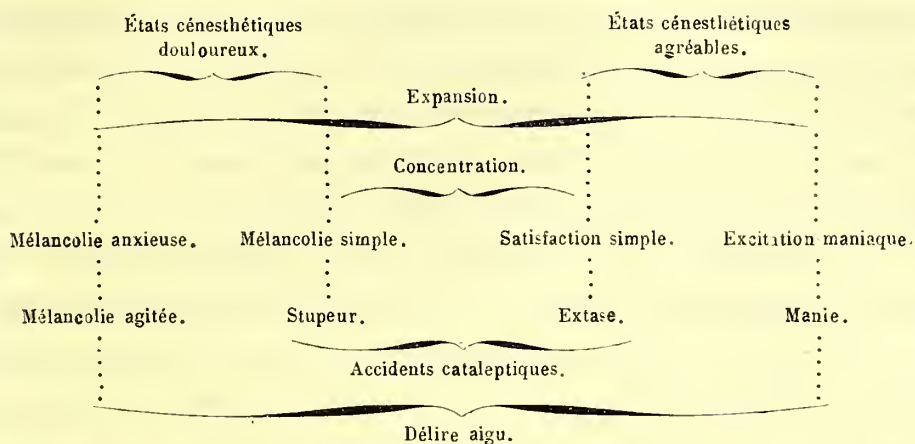 États cénesthétiques
douloureux.
États cénesthétiques
agréables.
Expansion.
Concentration.
Mélancolie anxieuse. Mélancolie simple. Satisfaction simple. Excitation maniaque.
Mélancolie agitée. Stupeur. Extase. Manie.
Accidents cataleptiques.
Délire aigu.